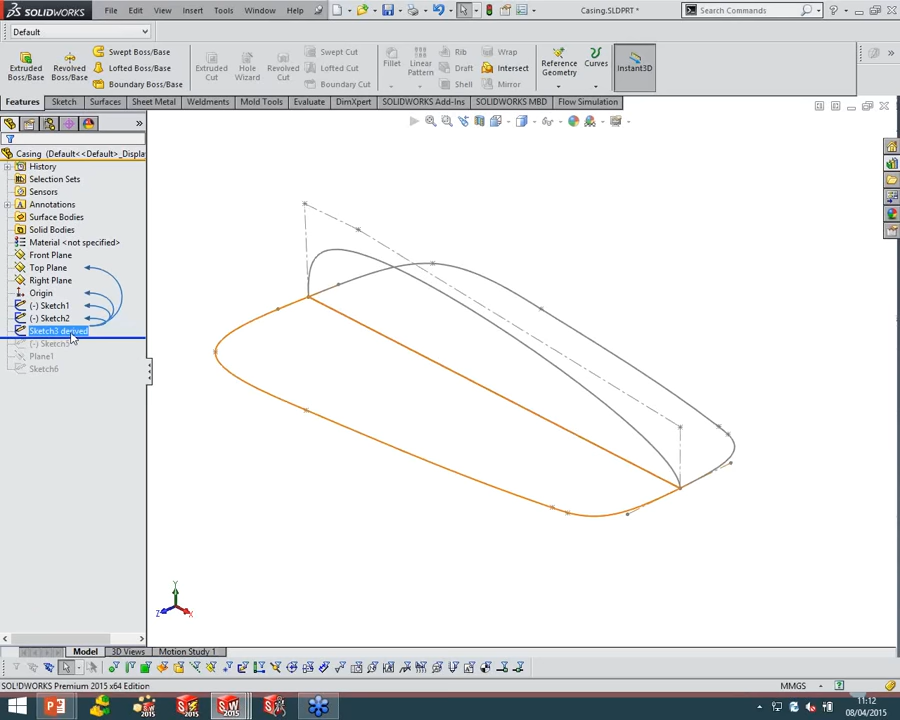 SOLIDWORKS File Edit View Insert Tools Window Help Casing.SLDPRT * Search Commands
Default
Extruded Boss/Base
Revolved Boss/Base
Swept Boss/Base
Lofted Boss/Base
Boundary Boss/Base
Extruded Cut
Hole Wizard
Revolved Cut
Swept Cut
Lofted Cut
Boundary Cut
Fillet
Linear Pattern
Rib
Draft
Shell
Wrap
Intersect
Mirror
Reference Geometry
Curves
Instant3D
Features Sketch Surfaces Sheet Metal Weldments Mold Tools Evaluate DimXpert SOLIDWORKS Add-Ins SOLIDWORKS MBD Flow Simulation
Casing (Default<<Default>_Displa
History
Sensors
Selection Sets
Annotations
Surface Bodies
Solid Bodies
Material <not specified>
Front Plane
Top Plane
Right Plane
Origin
(-) Sketch1
(-) Sketch2
Sketch3 derived
(-) Sketch5
Plane1
Sketch6
Y
Z
X
Model 3D Views Motion Study 1
SOLIDWORKS Premium 2015 x64 Edition MMGS
11:12
08/04/2015